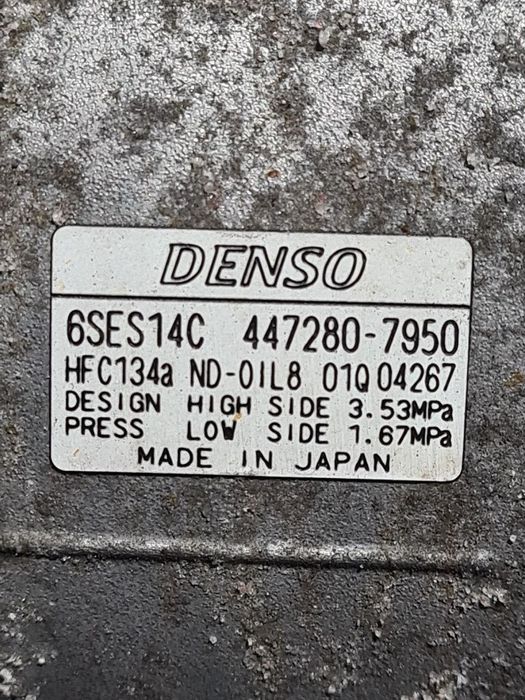 DENSO
6SES14C 447280-7950
HFC134a ND-OIL8 01Q04267
DESIGN HIGH SIDE 3.53MPa
PRESS LOW SIDE 1.67MPa
MADE IN JAPAN